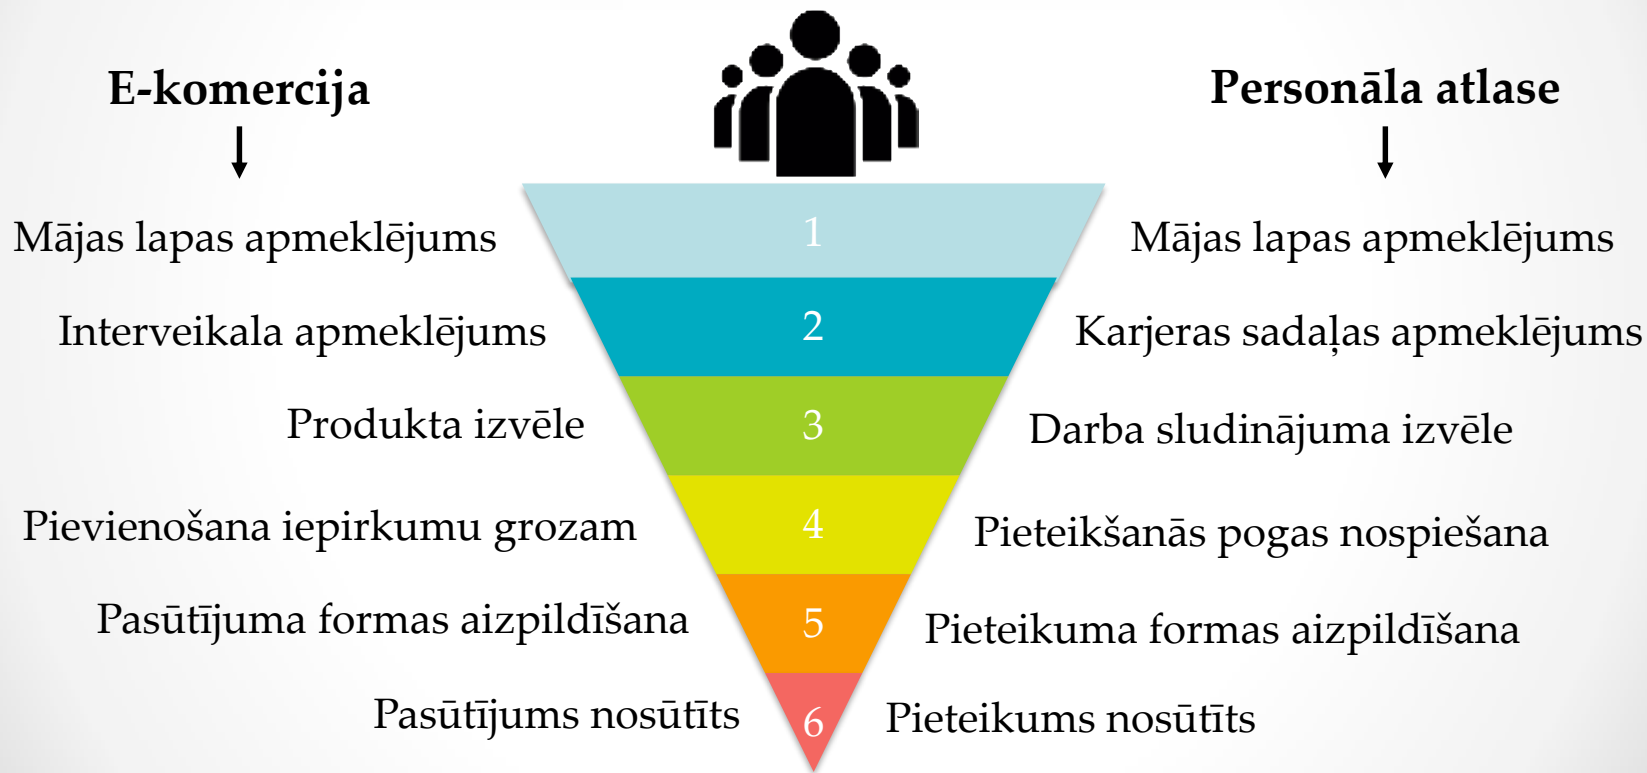 E-komercija
Personāla atlase
Mājas lapas apmeklējums
1
Mājas lapas apmeklējums
Interveikala apmeklējums
2
Karjeras sadaļas apmeklējums
Produkta izvēle
3
Darba sludinājuma izvēle
Pievienošana iepirkumu grozam
4
Pieteikšanās pogas nospiešana
Pasūtījuma formas aizpildīšana
5
Pieteikuma formas aizpildīšana
Pasūtījums nosūtīts
6
Pieteikums nosūtīts